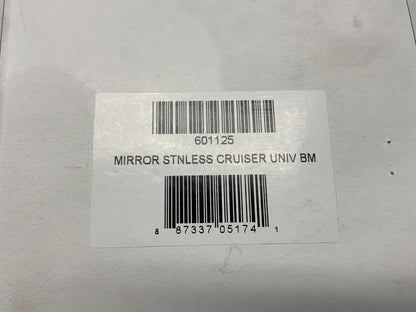 601125
MIRROR STNLESS CRUISER UNIV BM
8 87337 05174 1